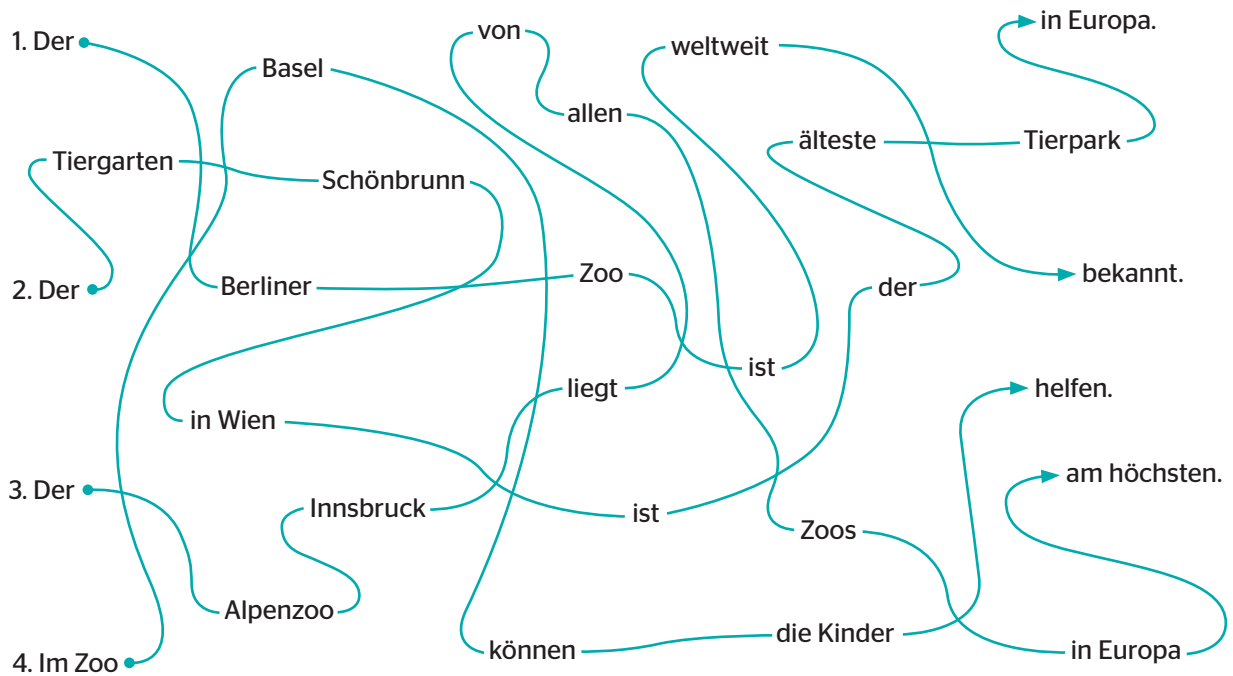 1. Der Berliner Zoo ist weltweit bekannt.
2. Der Tiergarten Schönbrunn in Wien ist der älteste Tierpark in Europa.
3. Der Alpenzoo Innsbruck liegt von allen Zoos in Europa am höchsten.
4. Im Zoo Basel können die Kinder helfen.